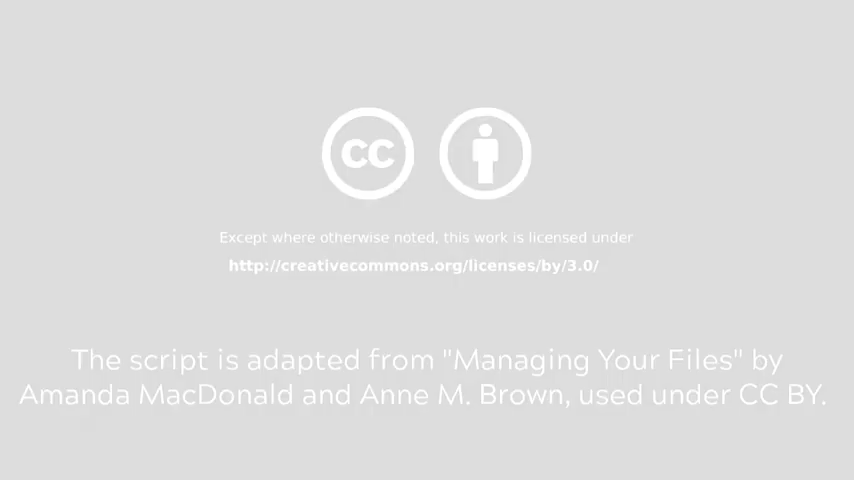 CC
Except where otherwise noted, this work is licensed under
http://creativecommons.org/licenses/by/3.0/
The script is adapted from "Managing Your Files" by
Amanda MacDonald and Anne M. Brown, used under CC BY.